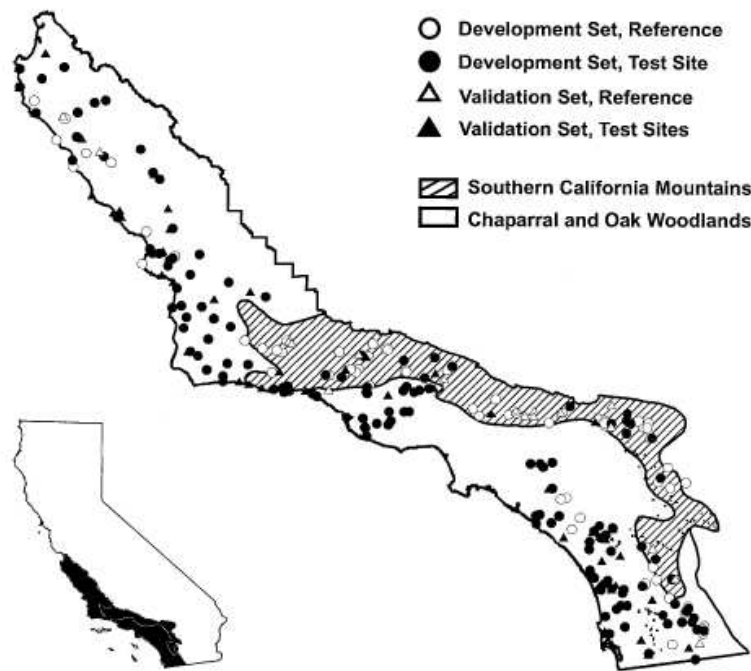 Development Set, Reference
Development Set, Test Site
Validation Set, Reference
Validation Set, Test Sites
Southern California Mountains
Chaparral and Oak Woodlands